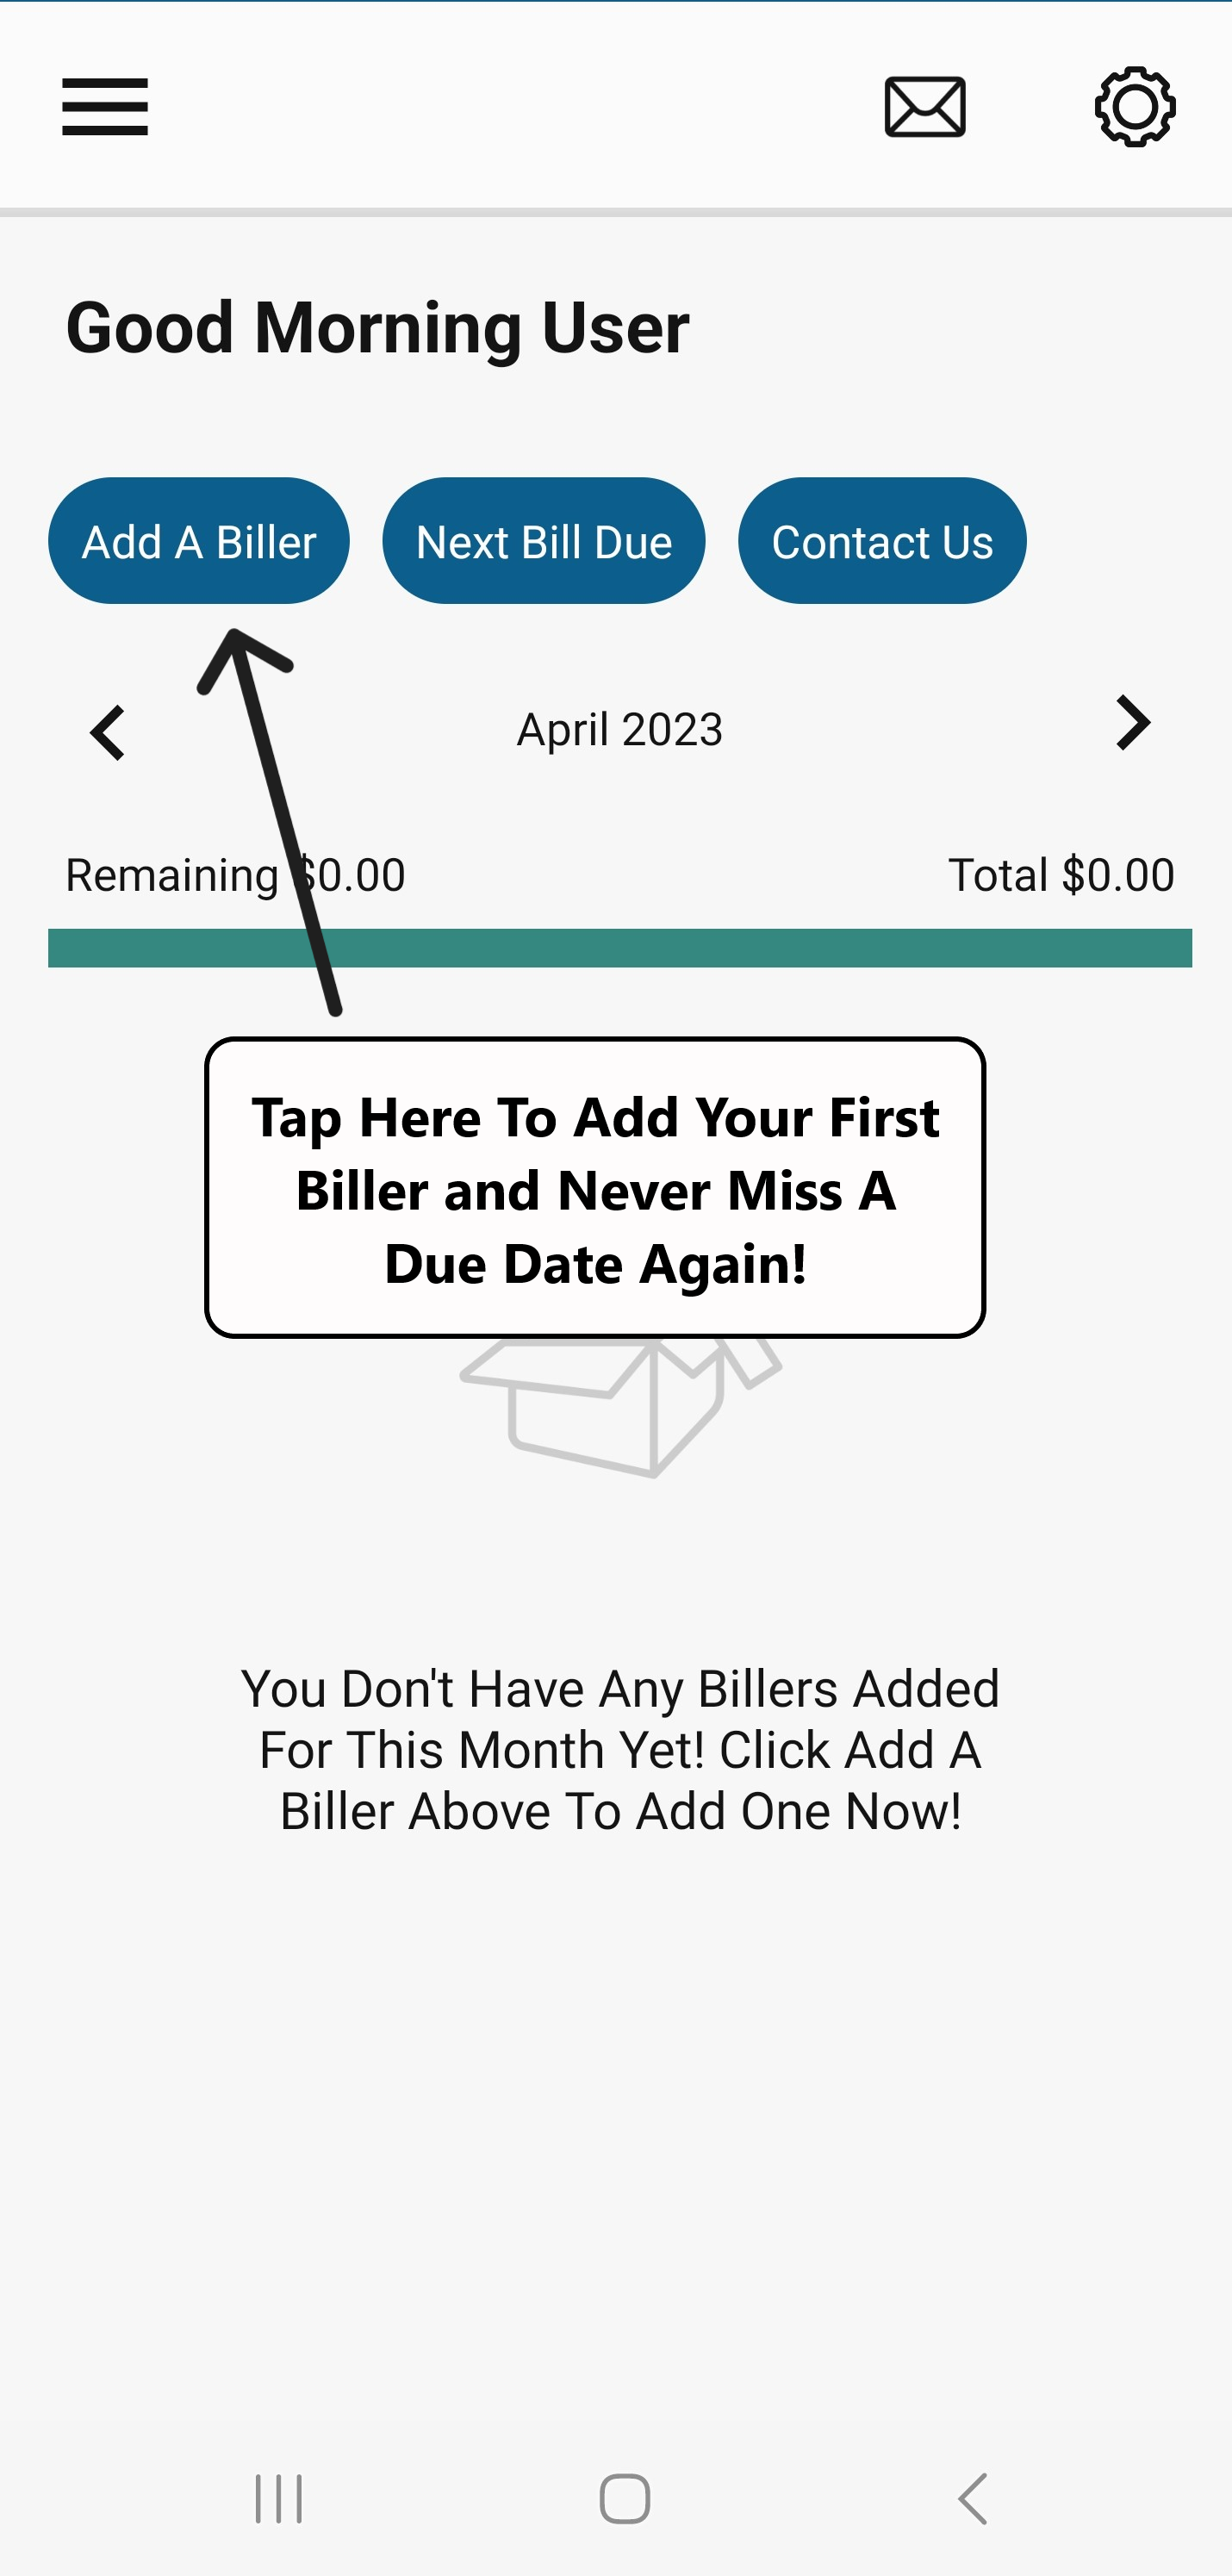 Good Morning User
Add A Biller
Next Bill Due
Contact Us
April 2023
Remaining $0.00
Total $0.00
Tap Here To Add Your First
Biller and Never Miss A
Due Date Again!
You Don't Have Any Billers Added
For This Month Yet! Click Add A
Biller Above To Add One Now!